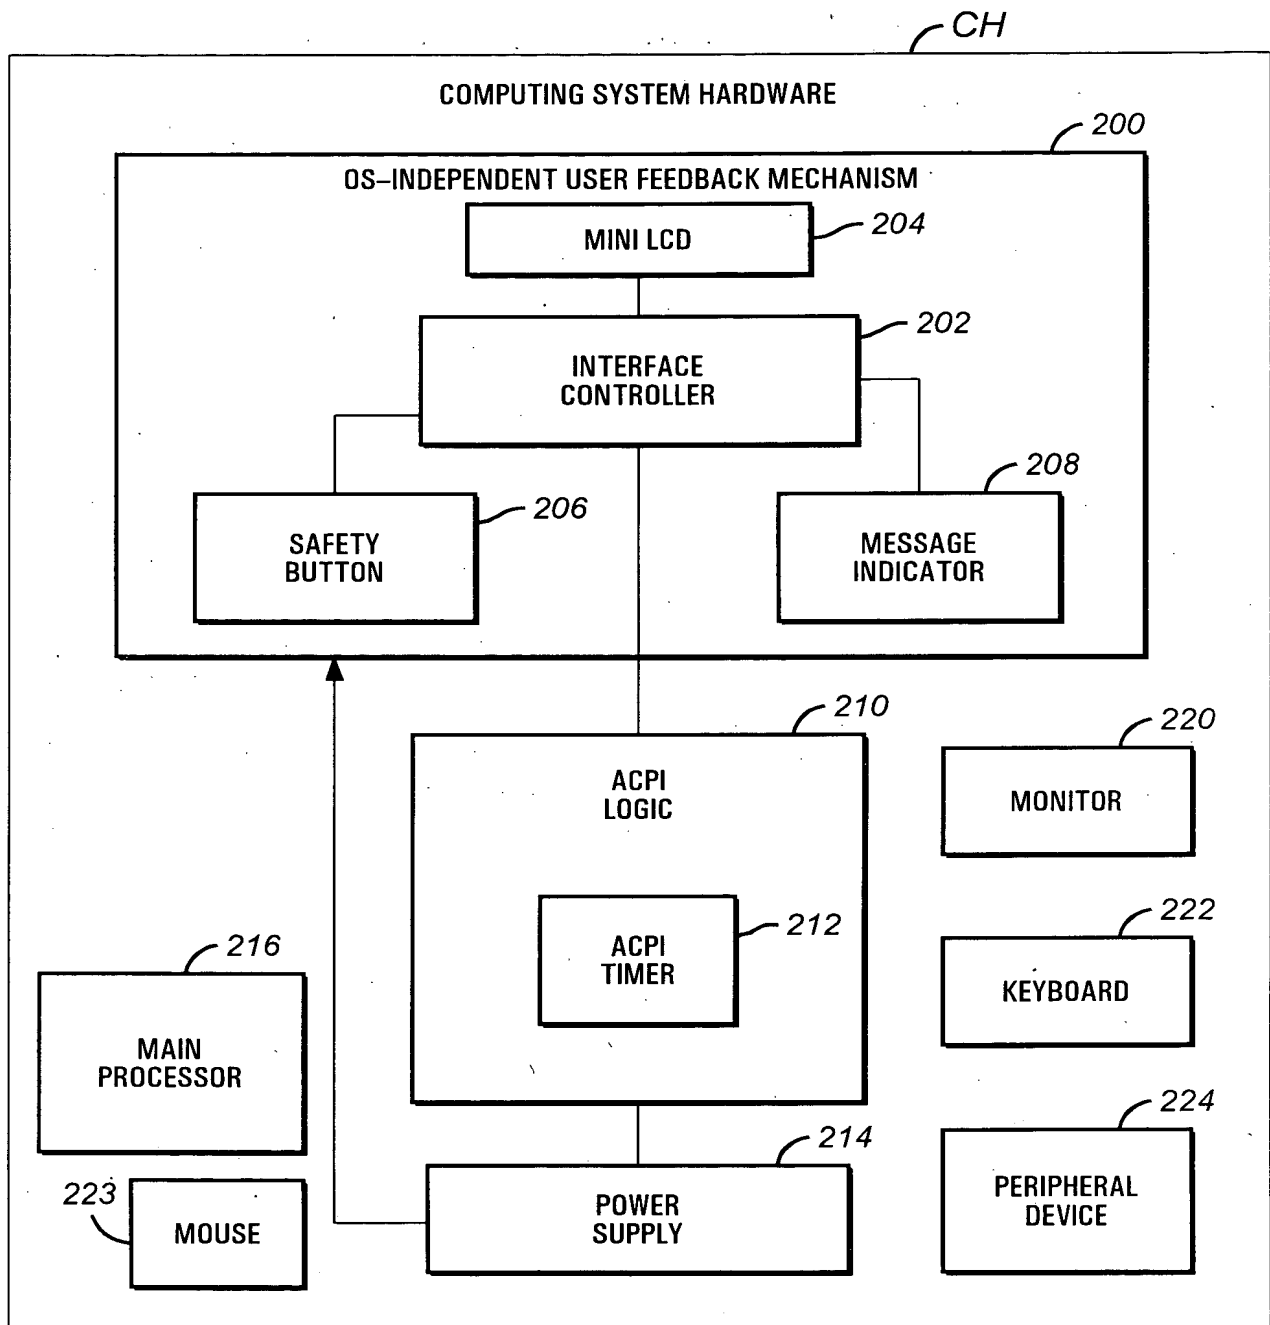 CH
COMPUTING SYSTEM HARDWARE
200
OS–INDEPENDENT USER FEEDBACK MECHANISM
MINI LCD
204
202
INTERFACE
CONTROLLER
206
SAFETY
BUTTON
208
MESSAGE
INDICATOR
210
ACPI
LOGIC
212
ACPI
TIMER
220
MONITOR
222
KEYBOARD
216
MAIN
PROCESSOR
224
PERIPHERAL
DEVICE
214
POWER
SUPPLY
223
MOUSE